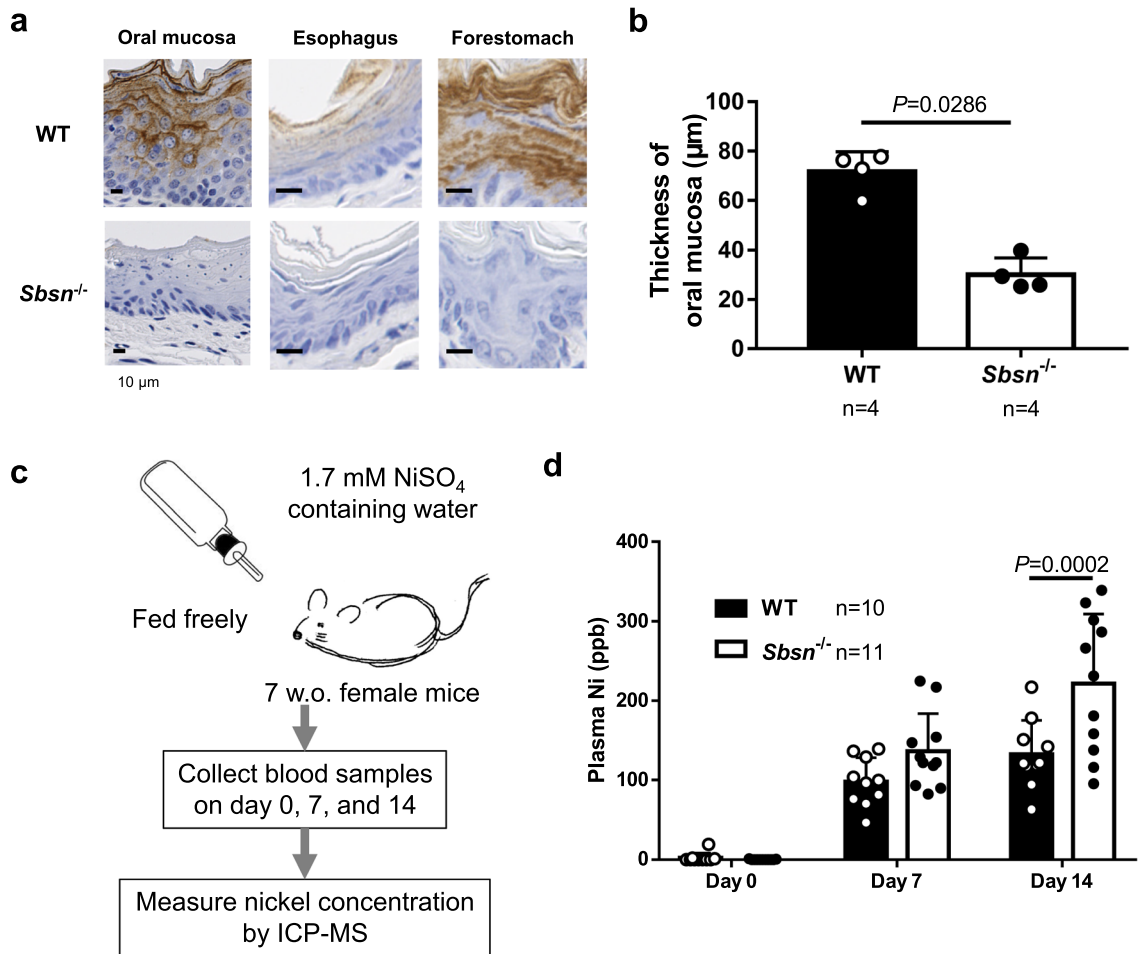 a
Oral mucosa
Esophagus
Forestomach
WT
Sbsn-/-
10 μm
b
Thickness of
oral mucosa (μm)
100
80
60
40
20
0
P=0.0286
WT
Sbsn-/-
n=4
n=4
c
1.7 mM NiSO4
containing water
Fed freely
7 w.o. female mice
Collect blood samples
on day 0, 7, and 14
Measure nickel concentration
by ICP-MS
d
Plasma Ni (ppb)
400
300
200
100
0
WT n=10
Sbsn-/- n=11
P=0.0002
Day 0
Day 7
Day 14